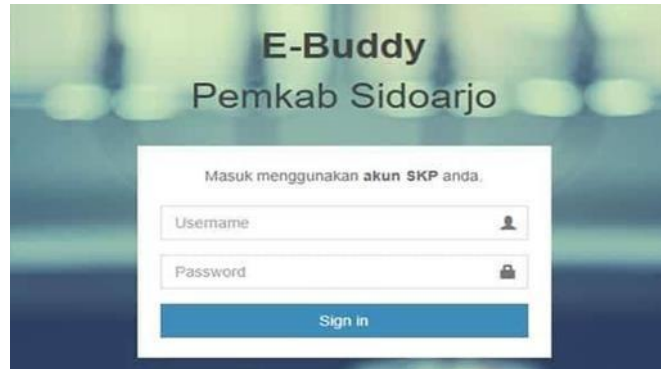 E-Buddy
Pemkab Sidoarjo
Masuk menggunakan akun SKP anda.
Username
Password
Sign in